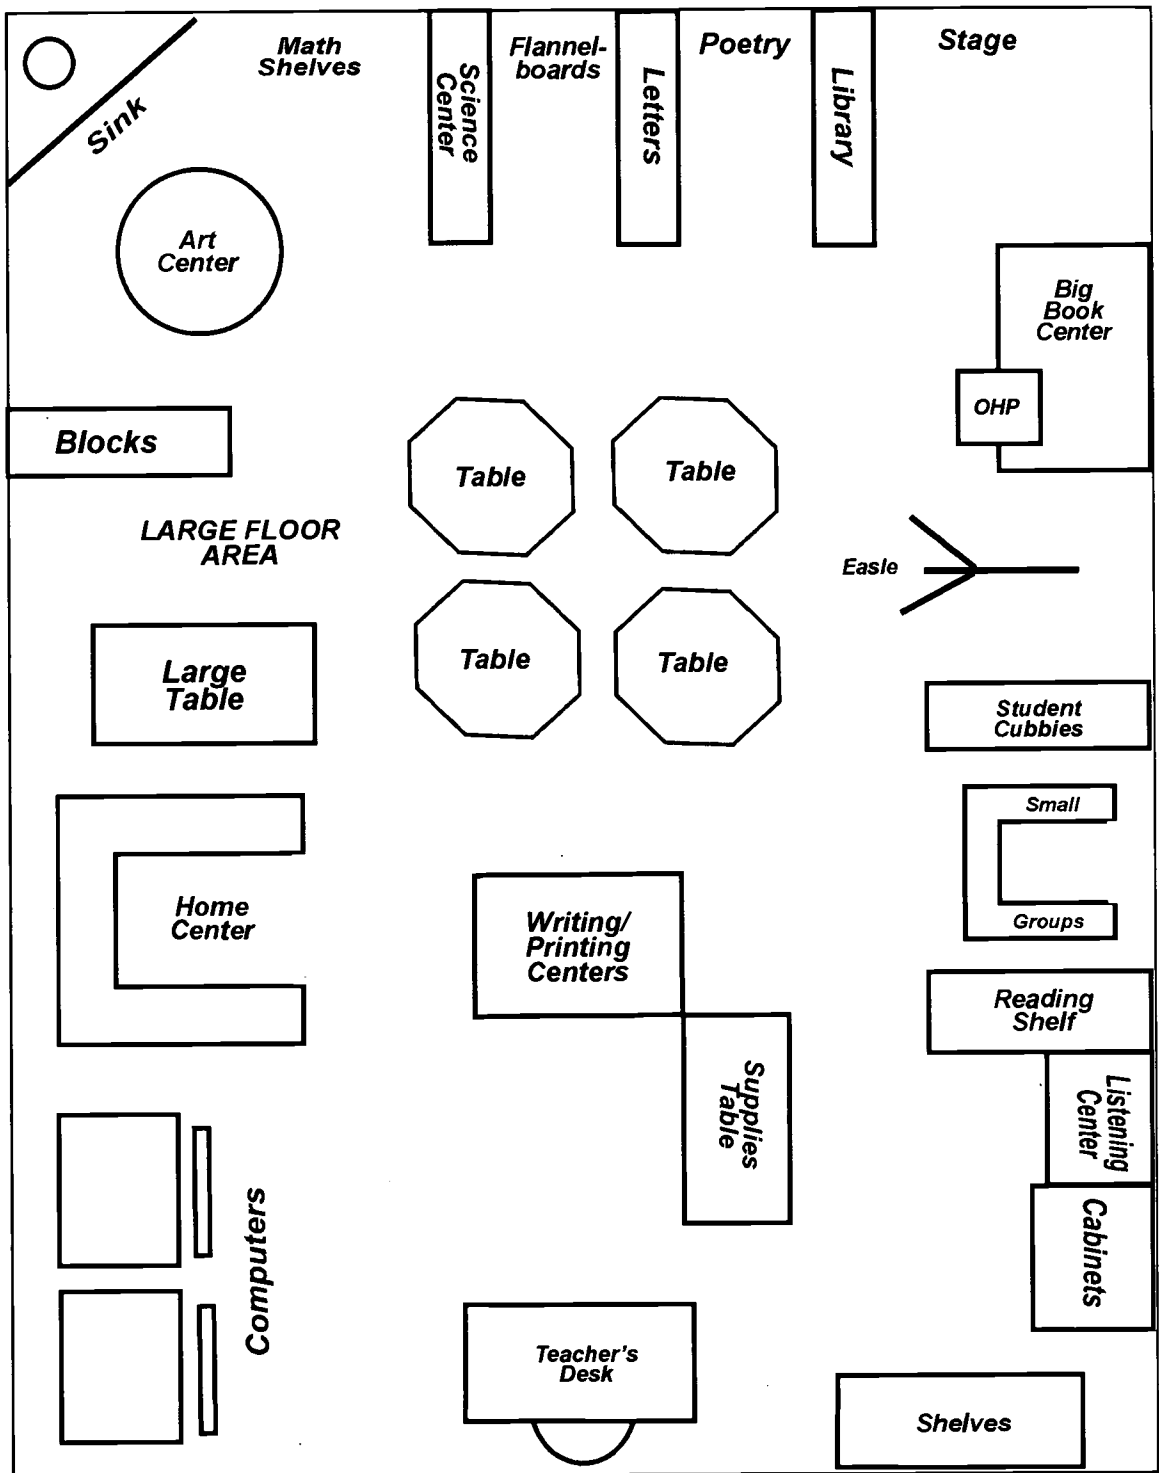 Math
Shelves
Flannel-
boards
Poetry
Stage
Sink
Science
Center
Letters
Library
Art
Center
Big
Book
Center
OHP
Blocks
Table
Table
LARGE FLOOR
AREA
Easle
Large
Table
Table
Table
Student
Cubbies
Small
Groups
Home
Center
Writing/
Printing
Centers
Reading
Shelf
Supplies
Table
Listening
Center
Computers
Cabinets
Teacher's
Desk
Shelves